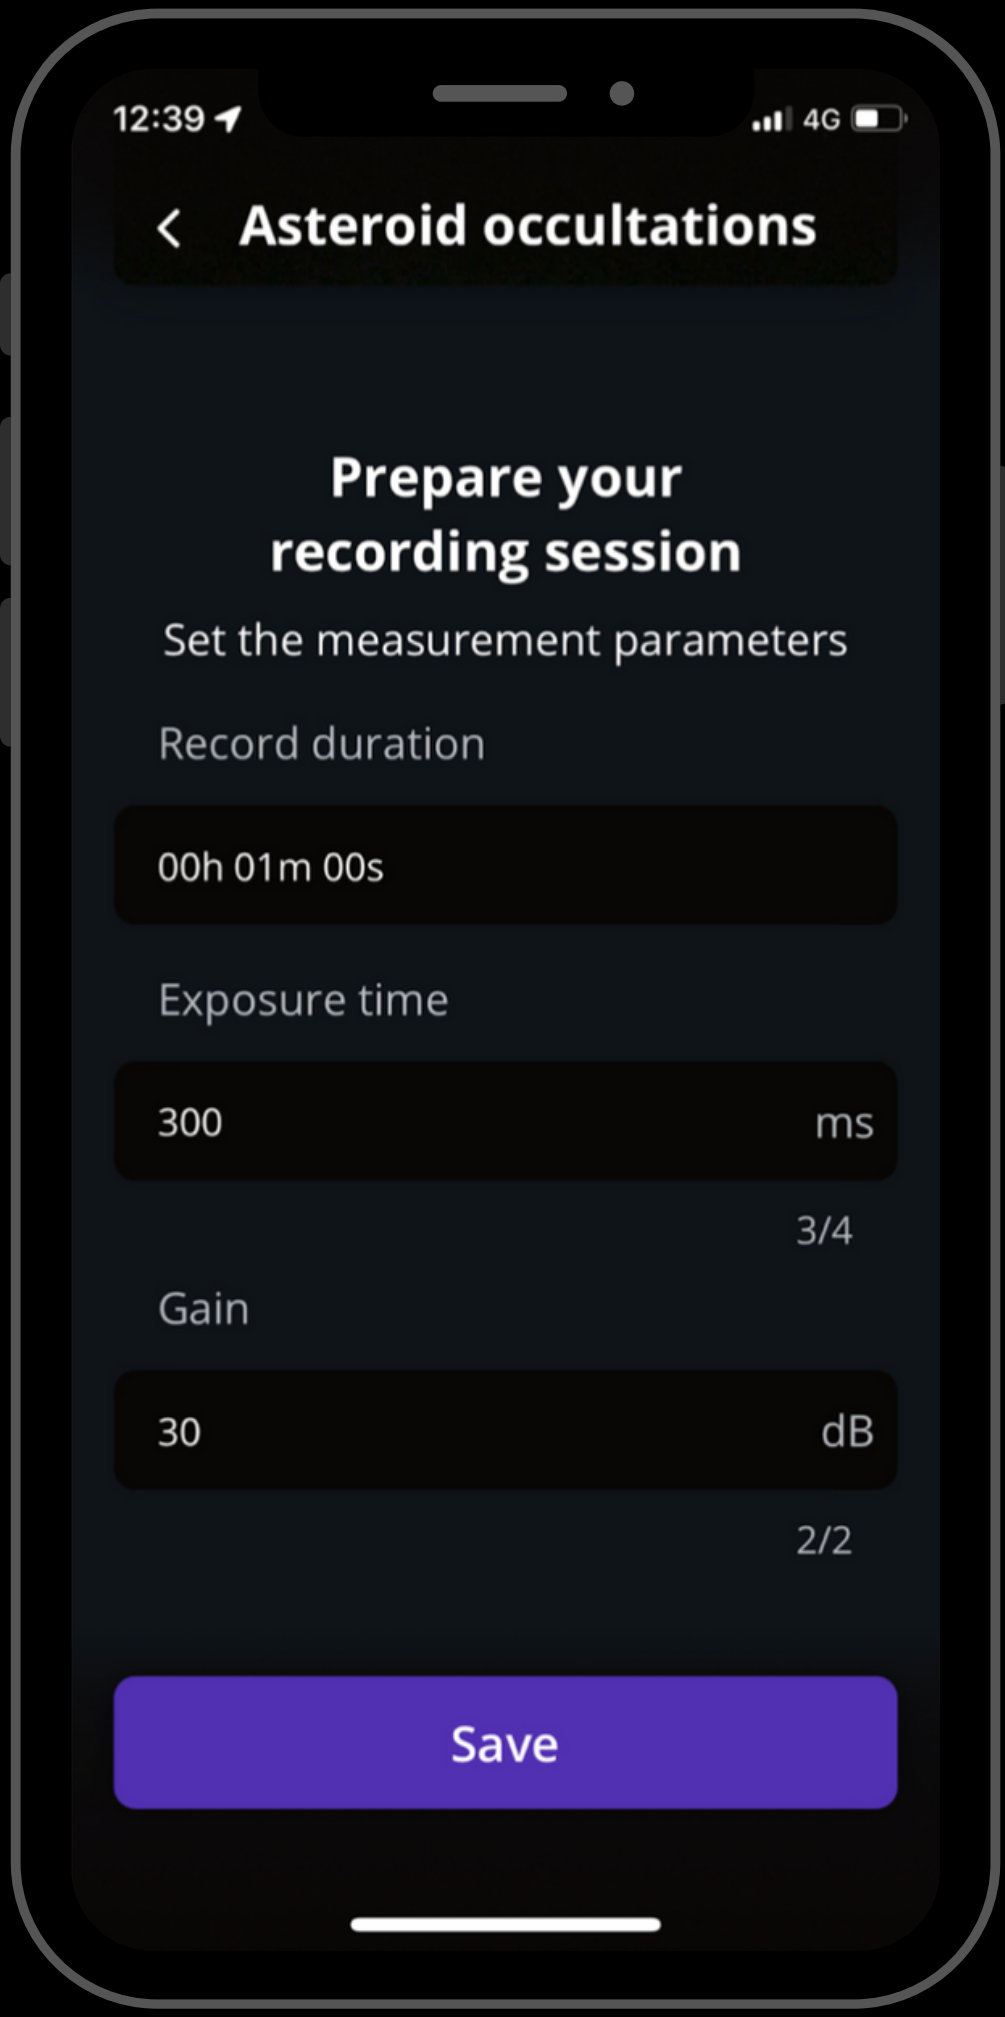 12:39 4G
Asteroid occultations
Prepare your
recording session
Set the measurement parameters
Record duration
00h 01m 00s
Exposure time
300 ms
3/4
Gain
30 dB
2/2
Save